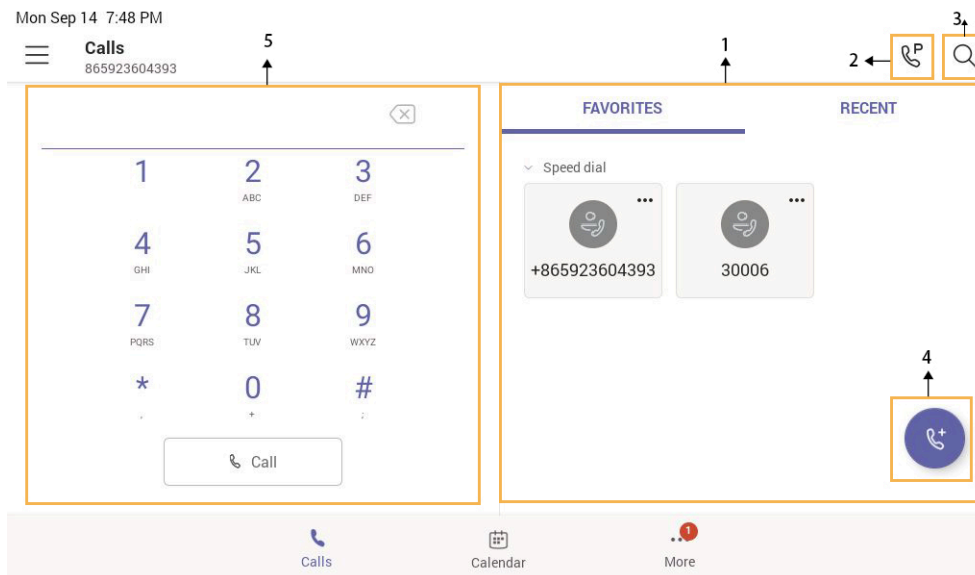 Mon Sep 14 7:48 PM
Calls
865923604393
5
1
2
P
3
FAVORITES
RECENT
Speed dial
+865923604393
30006
1
2
ABC
3
DEF
4
GHI
5
JKL
6
MNO
7
PQRS
8
TUV
9
WXYZ
*
,
0
+
#
;
Call
4
Calls
Calendar
1
More